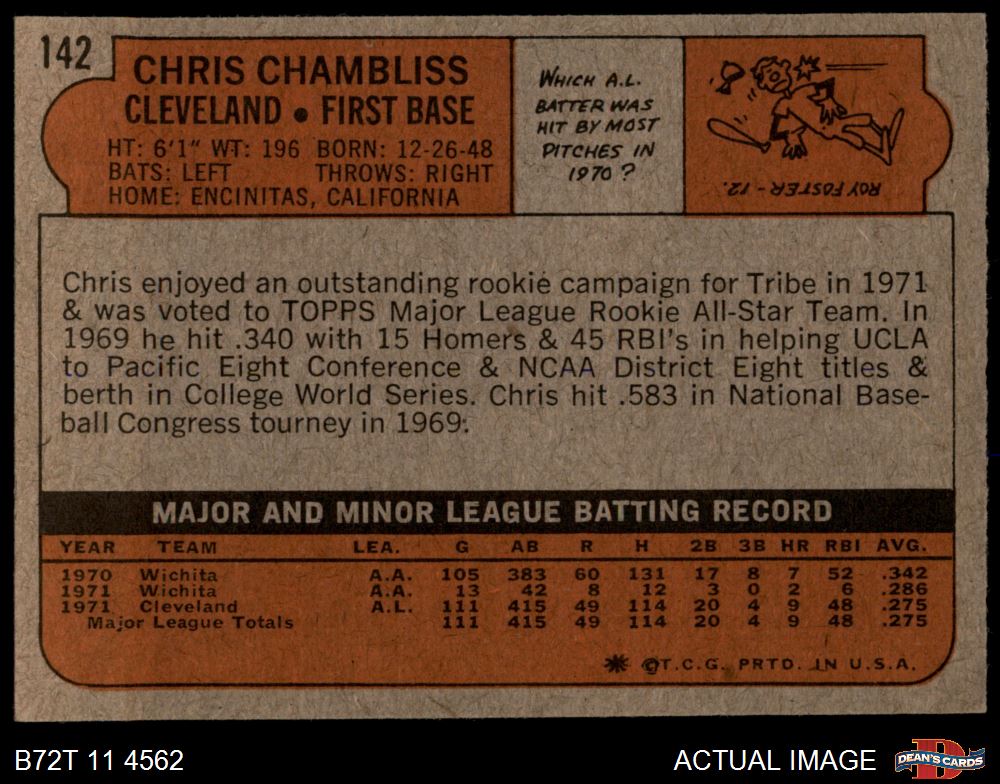 142
CHRIS CHAMBLISS
CLEVELAND • FIRST BASE
HT: 6'1" WT: 196 BORN: 12-26-48
BATS: LEFT THROWS: RIGHT
HOME: ENCINITAS, CALIFORNIA
WHICH A.L.
BATTER WAS
HIT BY MOST
PITCHES IN
1970?
ROY FOSTER - 12.
Chris enjoyed an outstanding rookie campaign for Tribe in 1971
& was voted to TOPPS Major League Rookie All-Star Team. In
1969 he hit .340 with 15 Homers & 45 RBI's in helping UCLA
to Pacific Eight Conference & NCAA District Eight titles &
berth in College World Series. Chris hit .583 in National Base-
ball Congress tourney in 1969.
MAJOR AND MINOR LEAGUE BATTING RECORD
YEAR TEAM LEA. G AB R H 2B 3B HR RBI AVG.
1970 Wichita A.A. 105 383 60 131 17 8 7 52 .342
1971 Wichita A.A. 13 42 8 12 3 0 2 6 .286
1971 Cleveland A.L. 111 415 49 114 20 4 9 48 .275
Major League Totals 111 415 49 114 20 4 9 48 .275
* ©T.C.G. PRTD. IN U.S.A.
B72T 11 4562
ACTUAL IMAGE
D
DEAN'S CARDS